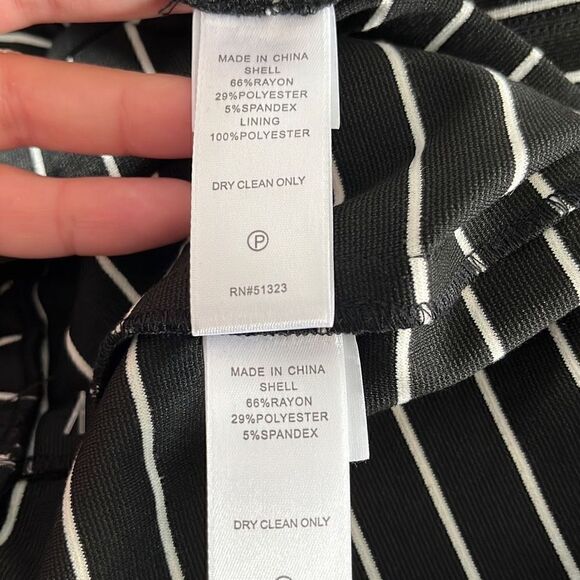 MADE IN CHINA
SHELL
66%RAYON
29%POLYESTER
5%SPANDEX
LINING
100%POLYESTER
DRY CLEAN ONLY
P
RN#51323
MADE IN CHINA
SHELL
66%RAYON
29%POLYESTER
5%SPANDEX
DRY CLEAN ONLY